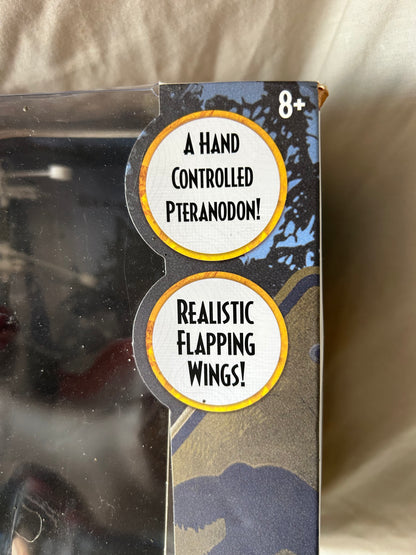 8+
A HAND
CONTROLLED
PTERANODON!
REALISTIC
FLAPPING
WINGS!